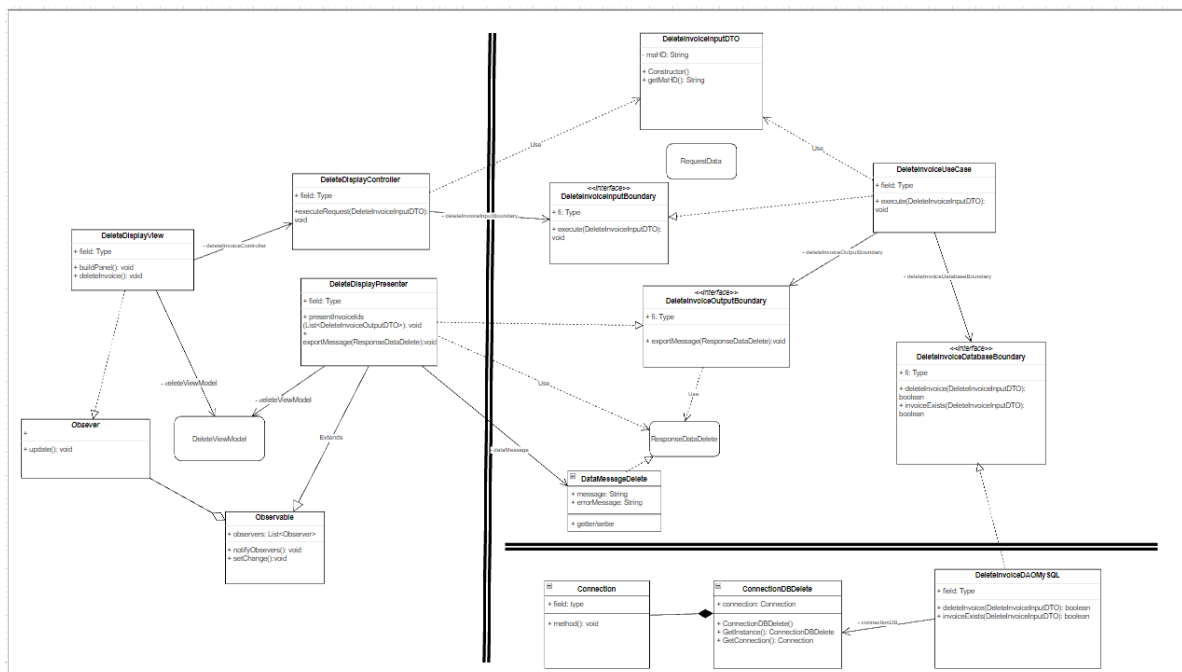 DeleteInvoiceInputDTO
- maHD: String
+ Constructor()
+ getMaHD(): String
Use
Use
RequestData
DeleteDisplayController
+ field: Type
+executeRequest(DeleteInvoiceInputDTO):
void
- deleteInvoiceInputBoundary
<<Interface>>
DeleteInvoiceInputBoundary
+ fi: Type
+ execute(DeleteInvoiceInputDTO):
void
DeleteInvoiceUseCase
+ field: Type
+ execute(DeleteInvoiceInputDTO):
void
DeleteDisplayView
+ field: Type
+ buildPanel(): void
+ deleteInvoice(): void
- deleteInvoiceController
- deleteInvoiceOutputBoundary
- deleteInvoiceDatabaseBoundary
DeleteDisplayPresenter
+ field: Type
+ presentInvoiceIds
(List<DeleteInvoiceOutputDTO>): void
+
exportMessage(ResponseDataDelete):void
<<Interface>>
DeleteInvoiceOutputBoundary
+ fi: Type
+ exportMessage(ResponseDataDelete):void
<<Interface>>
DeleteInvoiceDatabaseBoundary
+ fi: Type
+ deleteInvoice(DeleteInvoiceInputDTO):
boolean
+ invoiceExists(DeleteInvoiceInputDTO):
boolean
- deleteViewModel
- deleteViewModel
Use
Use
Obsever
+
+ update(): void
DeleteViewModel
Extends
ResponseDataDelete
- dataMessage
DataMessageDelete
+ message: String
+ errorMessage: String
+ getter/setter
Observable
+ observers: List<Observer>
+ notifyObsevers(): void
+ setChange():void
Connection
+ field: type
+ method(): void
ConnectionDBDelete
+ connection: Connection
+ ConnectionDBDelete()
+ GetInstance(): ConnectionDBDelete
+ GetConnection(): Connection
- connectionDB
DeleteInvoiceDAOMySQL
+ field: Type
+ deleteInvoice(DeleteInvoiceInputDTO): boolean
+ invoiceExists(DeleteInvoiceInputDTO): boolean